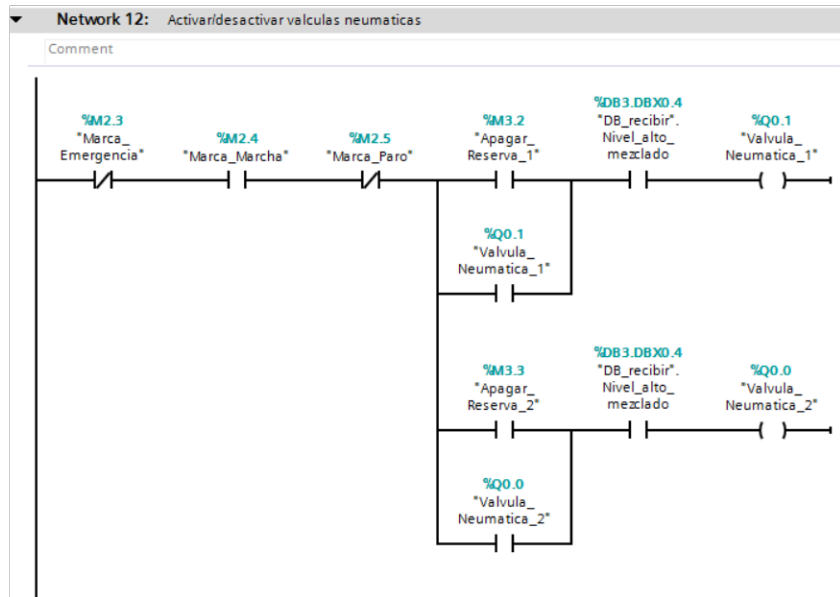 Network 12: Activar/desactivar valculas neumaticas
Comment
%M2.3
"Marca_
Emergencia"
%M2.4
"Marca_Marcha"
%M2.5
"Marca_Paro"
%M3.2
"Apagar_
Reserva_1"
%DB3.DBX0.4
"DB_recibir".
Nivel_alto_
mezclado
%Q0.1
"Valvula_
Neumatica_1"
%Q0.1
"Valvula_
Neumatica_1"
%M3.3
"Apagar_
Reserva_2"
%DB3.DBX0.4
"DB_recibir".
Nivel_alto_
mezclado
%Q0.0
"Valvula_
Neumatica_2"
%Q0.0
"Valvula_
Neumatica_2"